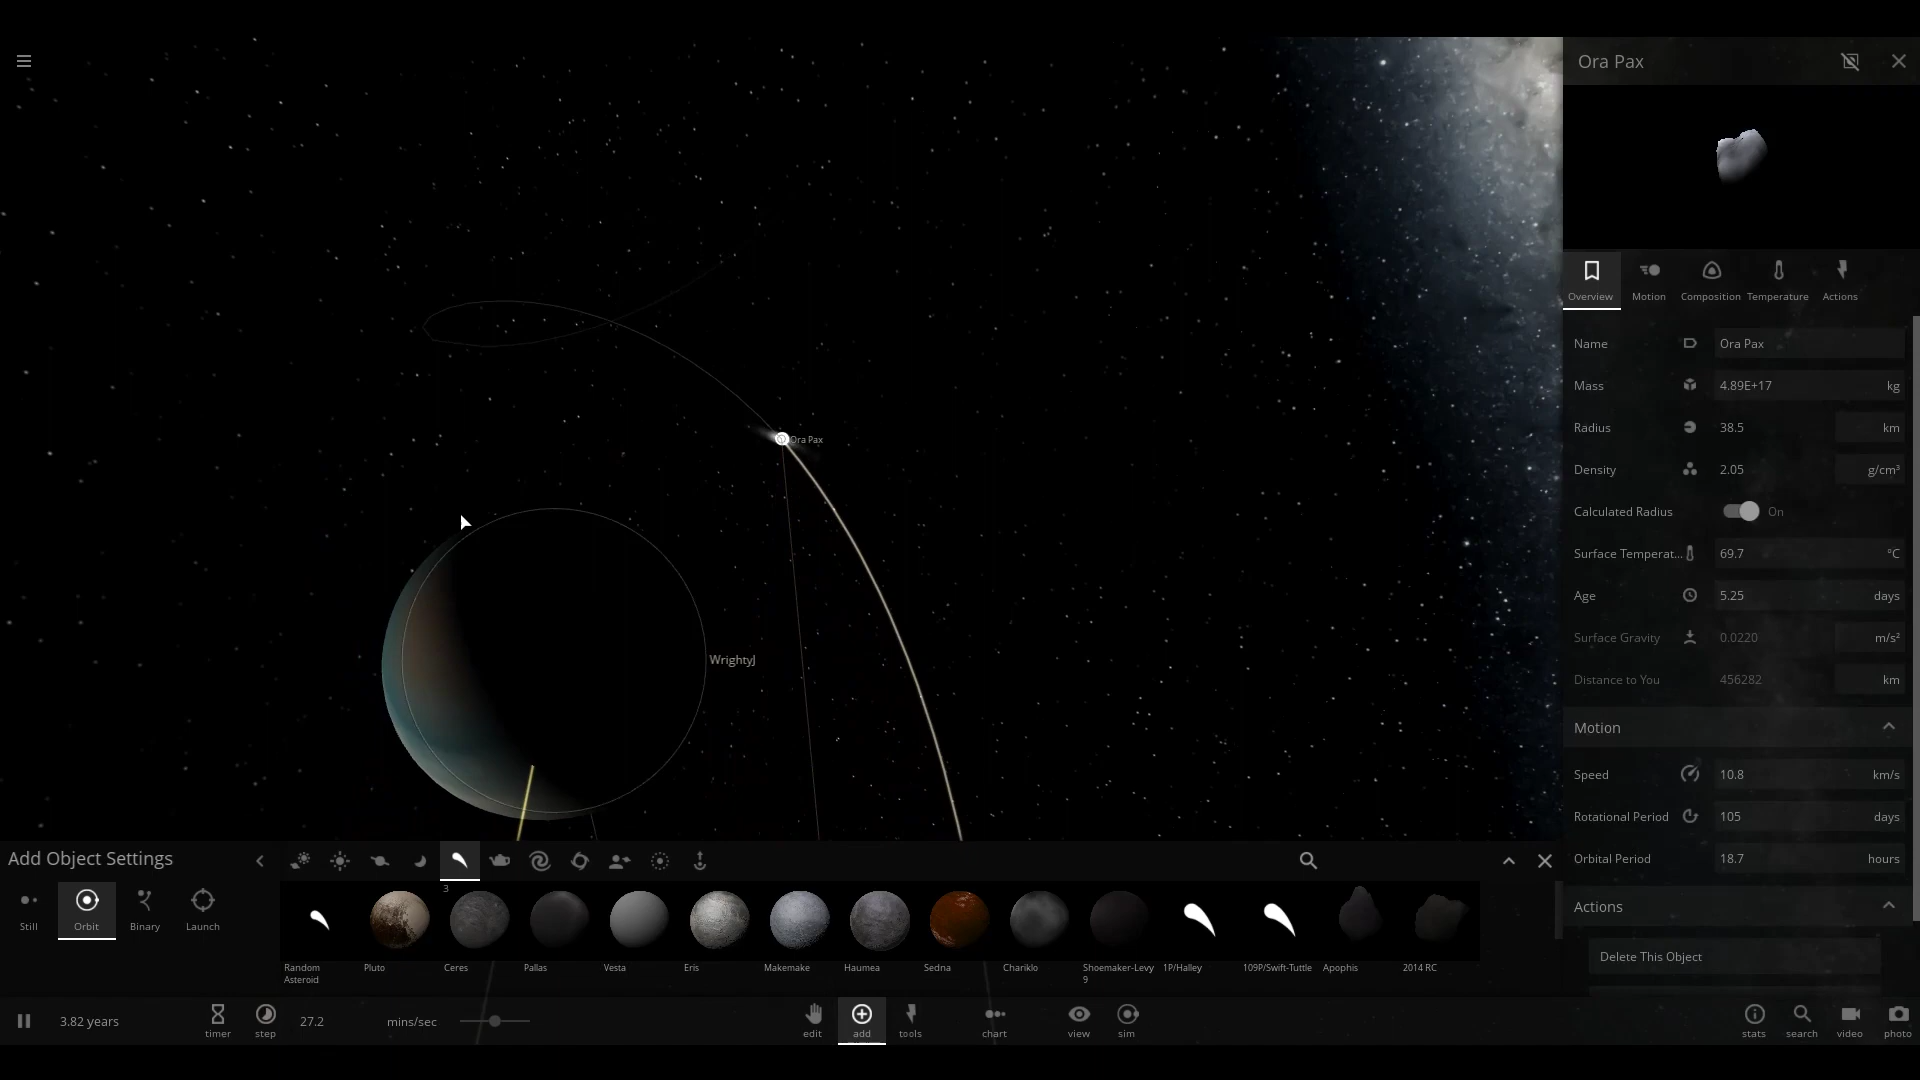 Ora Pax
Overview
Motion
Composition
Temperature
Actions
Name
Ora Pax
Mass
4.89E+17
kg
Radius
38.5
km
Density
2.05
g/cm³
Calculated Radius
On
Surface Temperat...
69.7
°C
Age
5.25
days
Surface Gravity
0.0220
m/s²
Distance to You
456282
km
Motion
Speed
10.8
km/s
Rotational Period
105
days
Orbital Period
18.7
hours
Actions
Delete This Object
Ora Pax
WrightyJ
Add Object Settings
Still
Orbit
Binary
Launch
3
Random
Asteroid
Pluto
Ceres
Pallas
Vesta
Eris
Makemake
Haumea
Sedna
Chariklo
Shoemaker-Levy
9
1P/Halley
109P/Swift-Tuttle
Apophis
2014 RC
3.82 years
timer
step
27.2
mins/sec
edit
add
tools
chart
view
sim
stats
search
video
photo